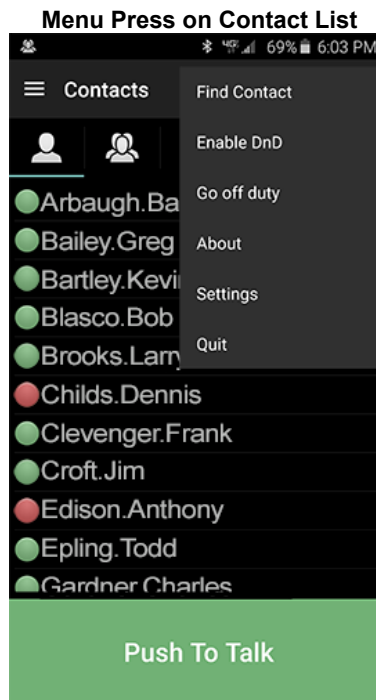 Menu Press on Contact List
69% 6:03 PM
Contacts
Find Contact
Enable DnD
Go off duty
About
Settings
Quit
Arbaugh.Ba
Bailey.Greg
Bartley.Kevi
Blasco.Bob
Brooks.Larry
Childs.Dennis
Clevenger.Frank
Croft.Jim
Edison.Anthony
Epling.Todd
Gardner.Charles
Push To Talk